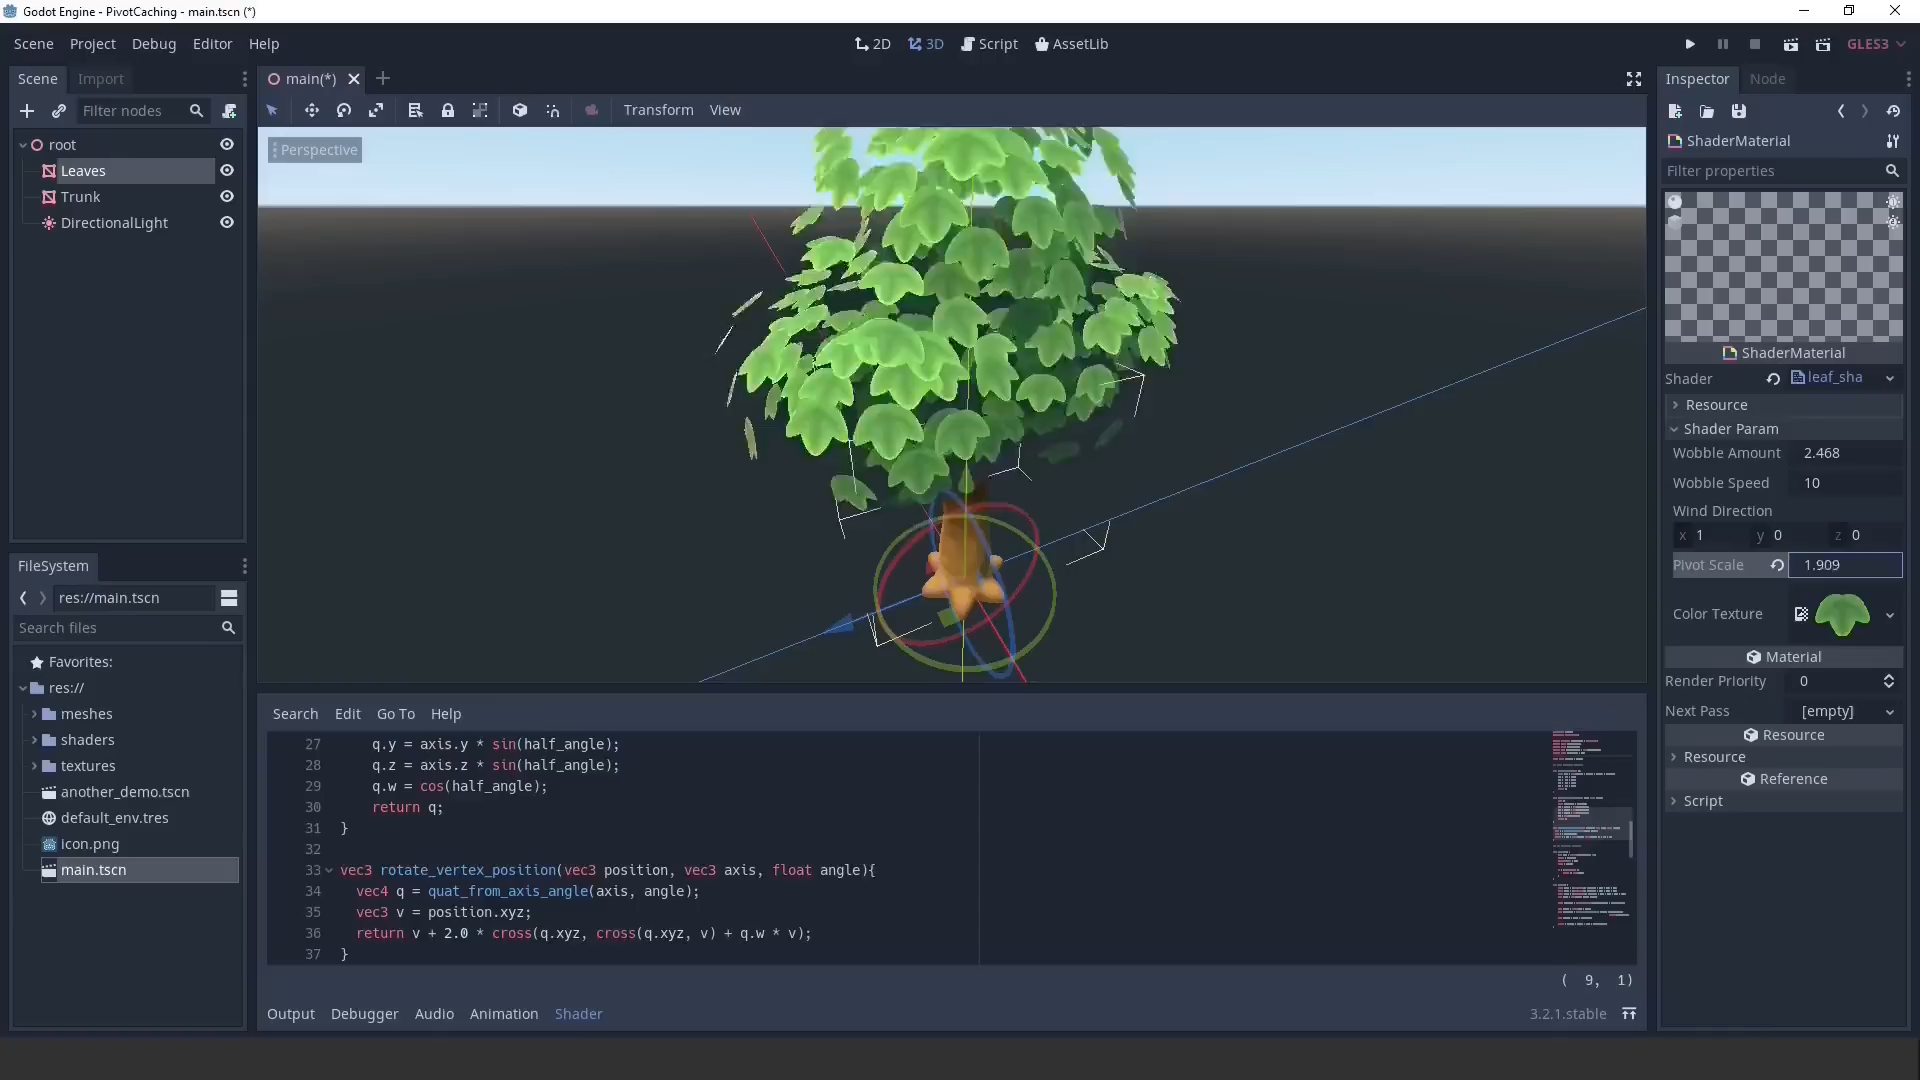 Godot Engine - PivotCaching - main.tscn (*)
Scene Project Debug Editor Help
2D 3D Script AssetLib
GLES3
Scene Import
main(*)
Inspector Node
Filter nodes
Transform View
root
Leaves
Trunk
DirectionalLight
Perspective
ShaderMaterial
Filter properties
ShaderMaterial
Shader leaf_sha
Resource
Shader Param
Wobble Amount 2.468
Wobble Speed 10
Wind Direction
x 1 y 0 z 0
Pivot Scale 1.909
Color Texture
Material
Render Priority 0
Next Pass [empty]
Resource
Resource
Reference
Script
FileSystem
res://main.tscn
Search files
Favorites:
res://
meshes
shaders
textures
another_demo.tscn
default_env.tres
icon.png
main.tscn
Search Edit Go To Help
27 q.y = axis.y * sin(half_angle);
28 q.z = axis.z * sin(half_angle);
29 q.w = cos(half_angle);
30 return q;
31 }
32
33 vec3 rotate_vertex_position(vec3 position, vec3 axis, float angle){
34 vec4 q = quat_from_axis_angle(axis, angle);
35 vec3 v = position.xyz;
36 return v + 2.0 * cross(q.xyz, cross(q.xyz, v) + q.w * v);
37 }
( 9, 1)
Output Debugger Audio Animation Shader
3.2.1.stable